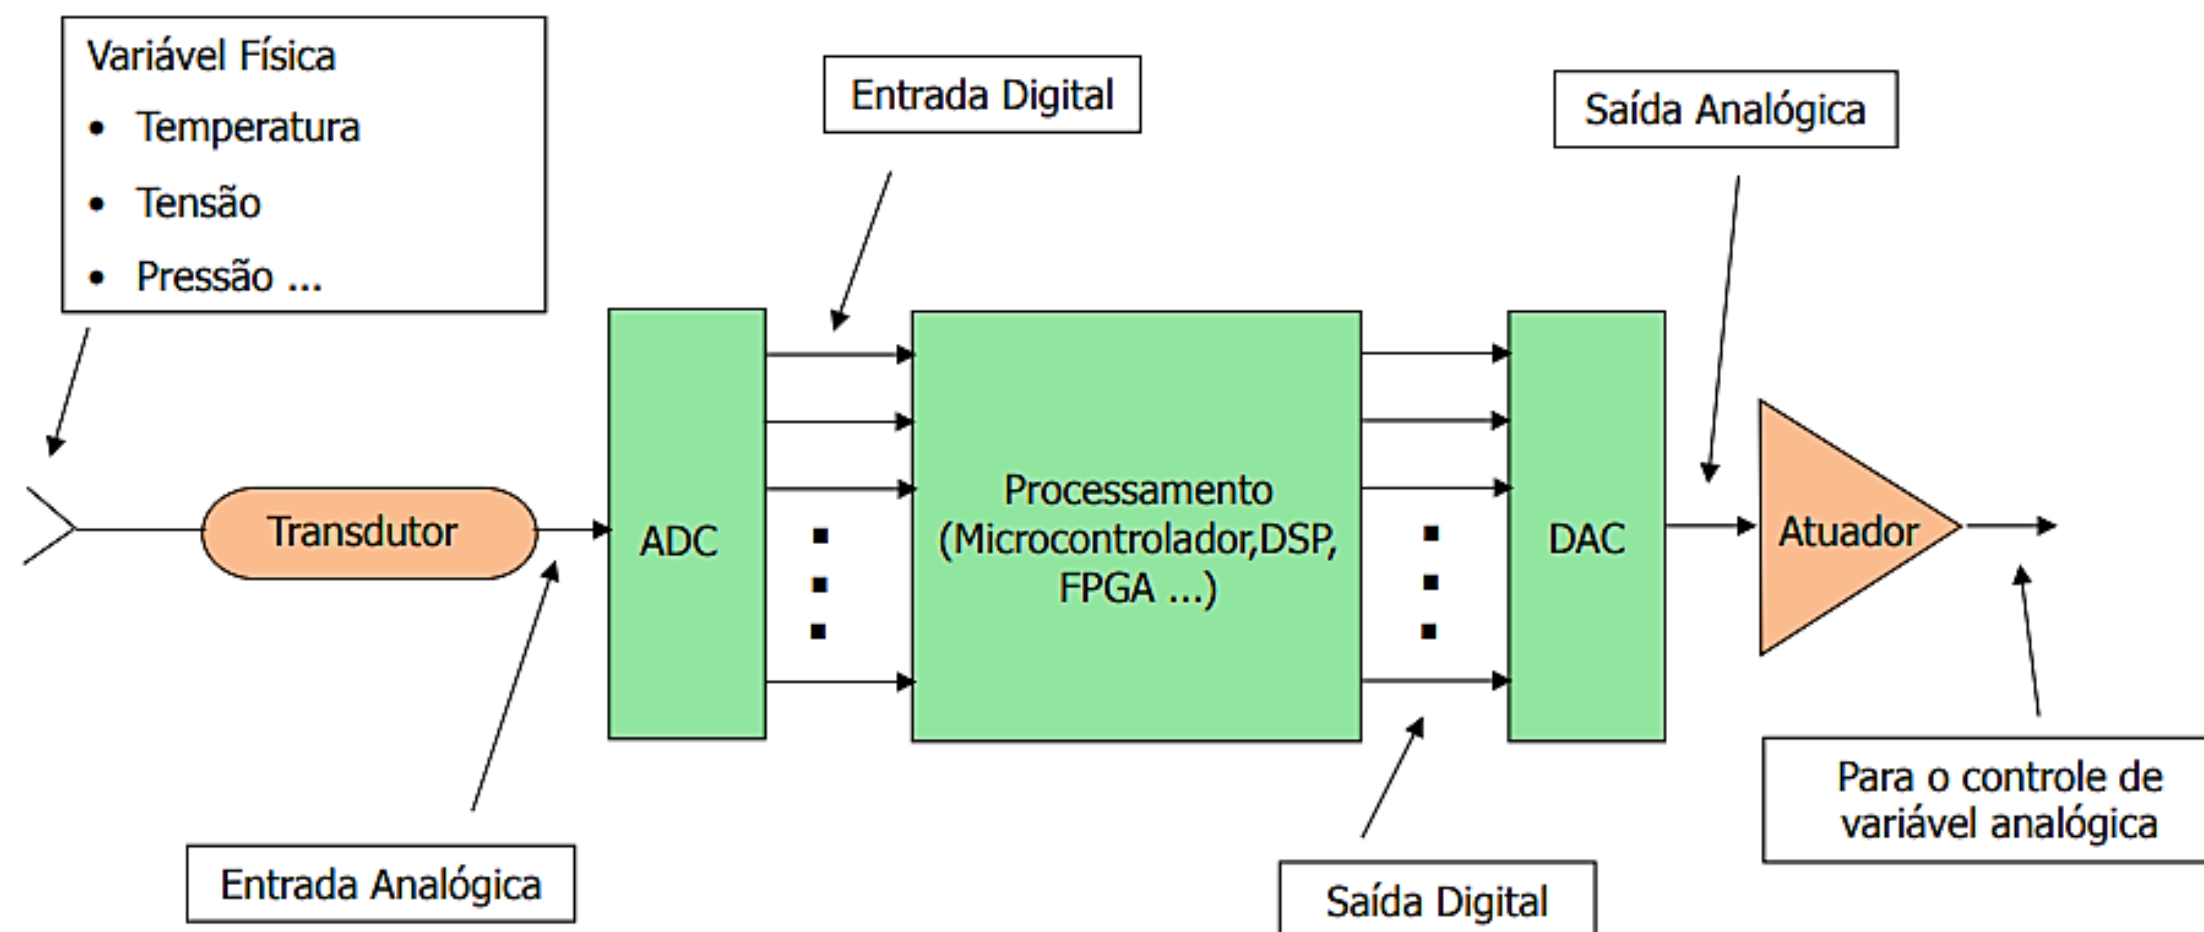 Variável Física
• Temperatura
• Tensão
• Pressão ...
Entrada Digital
Saída Analógica
Transdutor
ADC
Processamento
(Microcontrolador,DSP,
FPGA ...)
DAC
Atuador
Entrada Analógica
Saída Digital
Para o controle de
variável analógica